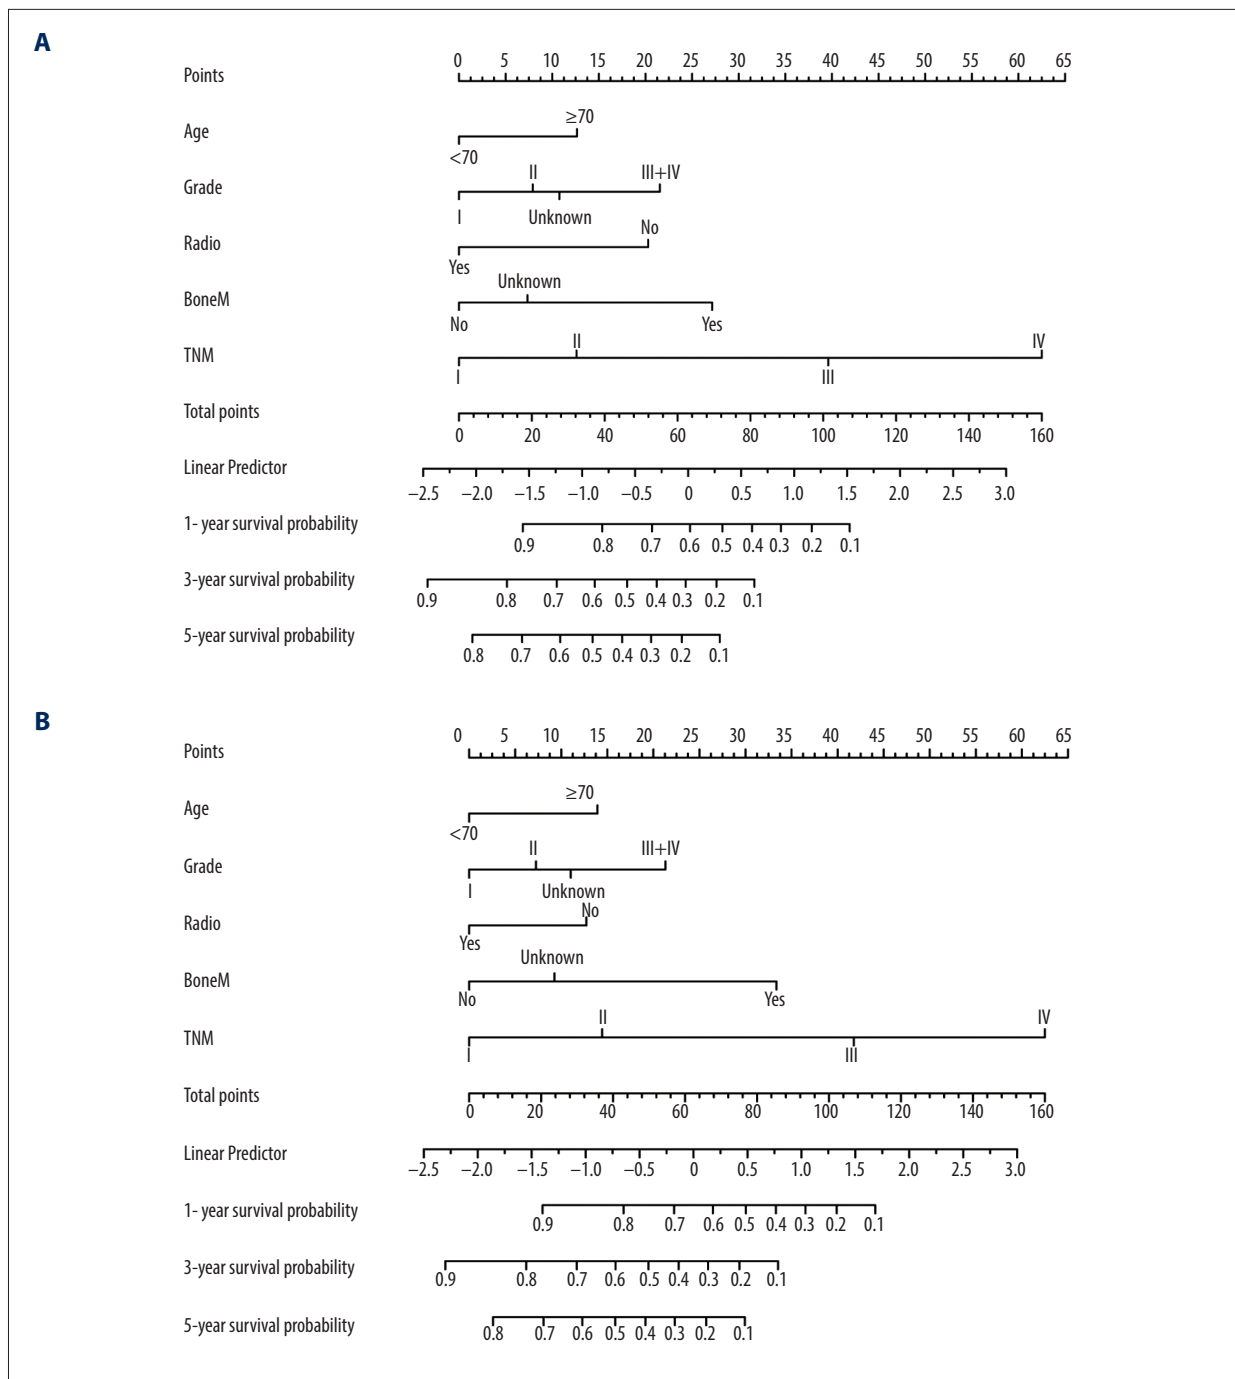 A
0 5 10 15 20 25 30 35 40 45 50 55 60 65
Points
≥70
Age
<70
II III+IV
Grade
I Unknown
No
Radio
Yes
Unknown
BoneM
No Yes
II IV
TNM
I III
Total points
0 20 40 60 80 100 120 140 160
Linear Predictor
−2.5 −2.0 −1.5 −1.0 −0.5 0 0.5 1.0 1.5 2.0 2.5 3.0
1- year survival probability
0.9 0.8 0.7 0.6 0.5 0.4 0.3 0.2 0.1
3-year survival probability
0.9 0.8 0.7 0.6 0.5 0.4 0.3 0.2 0.1
5-year survival probability
0.8 0.7 0.6 0.5 0.4 0.3 0.2 0.1
B
0 5 10 15 20 25 30 35 40 45 50 55 60 65
Points
≥70
Age
<70
II III+IV
Grade
I Unknown
No
Radio
Yes
Unknown
BoneM
No Yes
II IV
TNM
I III
Total points
0 20 40 60 80 100 120 140 160
Linear Predictor
−2.5 −2.0 −1.5 −1.0 −0.5 0 0.5 1.0 1.5 2.0 2.5 3.0
1- year survival probability
0.9 0.8 0.7 0.6 0.5 0.4 0.3 0.2 0.1
3-year survival probability
0.9 0.8 0.7 0.6 0.5 0.4 0.3 0.2 0.1
5-year survival probability
0.8 0.7 0.6 0.5 0.4 0.3 0.2 0.1